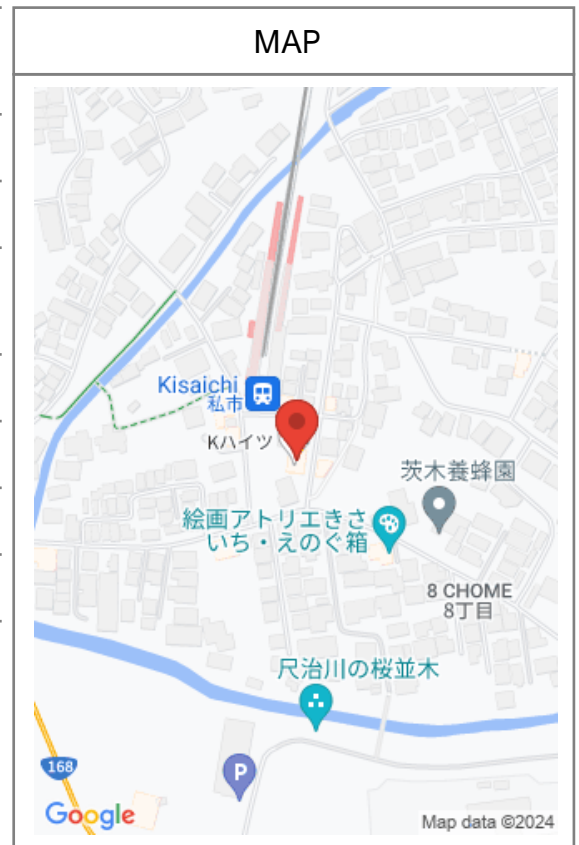 MAP
Kisaichi
私市
Kハイツ
茨木養蜂園
絵画アトリエきさ
いち・えのぐ箱
8 CHOME
8丁目
尺治川の桜並木
168
P
Google
Map data ©2024